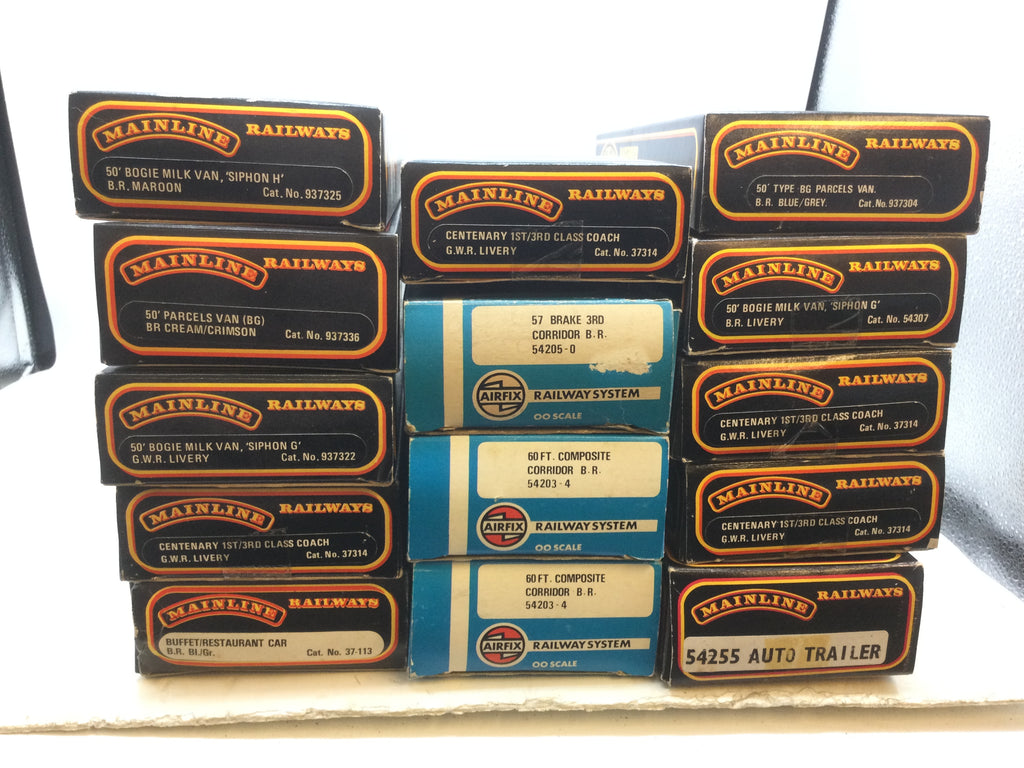 MAINLINE RAILWAYS
50' BOGIE MILK VAN, 'SIPHON H'
B.R. MAROON Cat. No. 937325
MAINLINE RAILWAYS
50' PARCELS VAN (BG)
BR CREAM/CRIMSON Cat. No. 937336
MAINLINE RAILWAYS
50' BOGIE MILK VAN, 'SIPHON G'
G.W.R. LIVERY Cat. No. 937322
MAINLINE RAILWAYS
CENTENARY 1ST/3RD CLASS COACH
G.W.R. LIVERY Cat. No. 37314
MAINLINE RAILWAYS
BUFFET/RESTAURANT CAR
B.R. Bl./Gr. Cat. No. 37-113
MAINLINE RAILWAYS
CENTENARY 1ST/3RD CLASS COACH
G.W.R. LIVERY Cat. No. 37314
57 BRAKE 3RD
CORRIDOR B.R.
54205-0
AIRFIX RAILWAY SYSTEM
OO SCALE
60 FT. COMPOSITE
CORRIDOR B.R.
54203-4
AIRFIX RAILWAY SYSTEM
OO SCALE
60 FT. COMPOSITE
CORRIDOR B.R.
54203-4
AIRFIX RAILWAY SYSTEM
OO SCALE
MAINLINE RAILWAYS
50' TYPE BG PARCELS VAN.
B.R. BLUE/GREY. Cat. No. 937304
MAINLINE RAILWAYS
50' BOGIE MILK VAN, 'SIPHON G'
B.R. LIVERY Cat. No. 54307
MAINLINE RAILWAYS
CENTENARY 1ST/3RD CLASS COACH
G.W.R. LIVERY Cat. No. 37314
MAINLINE RAILWAYS
CENTENARY 1ST/3RD CLASS COACH
G.W.R. LIVERY Cat. No. 37314
MAINLINE RAILWAYS
54255 AUTO TRAILER